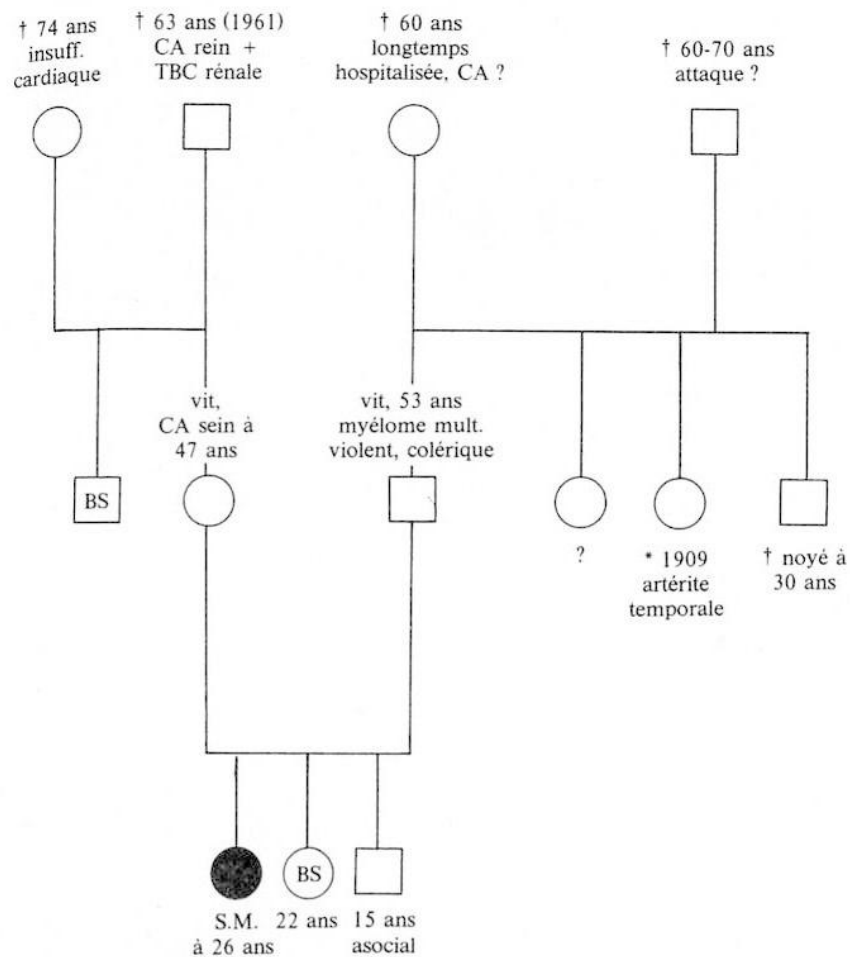 † 74 ans
insuff.
cardiaque
† 63 ans (1961)
CA rein +
TBC rénale
† 60 ans
longtemps
hospitalisée, CA ?
† 60-70 ans
attaque ?
vit,
CA sein à
47 ans
vit, 53 ans
myélome mult.
violent, colérique
BS
?
* 1909
artérite
temporale
† noyé à
30 ans
BS
S.M.
à 26 ans
22 ans
15 ans
asocial